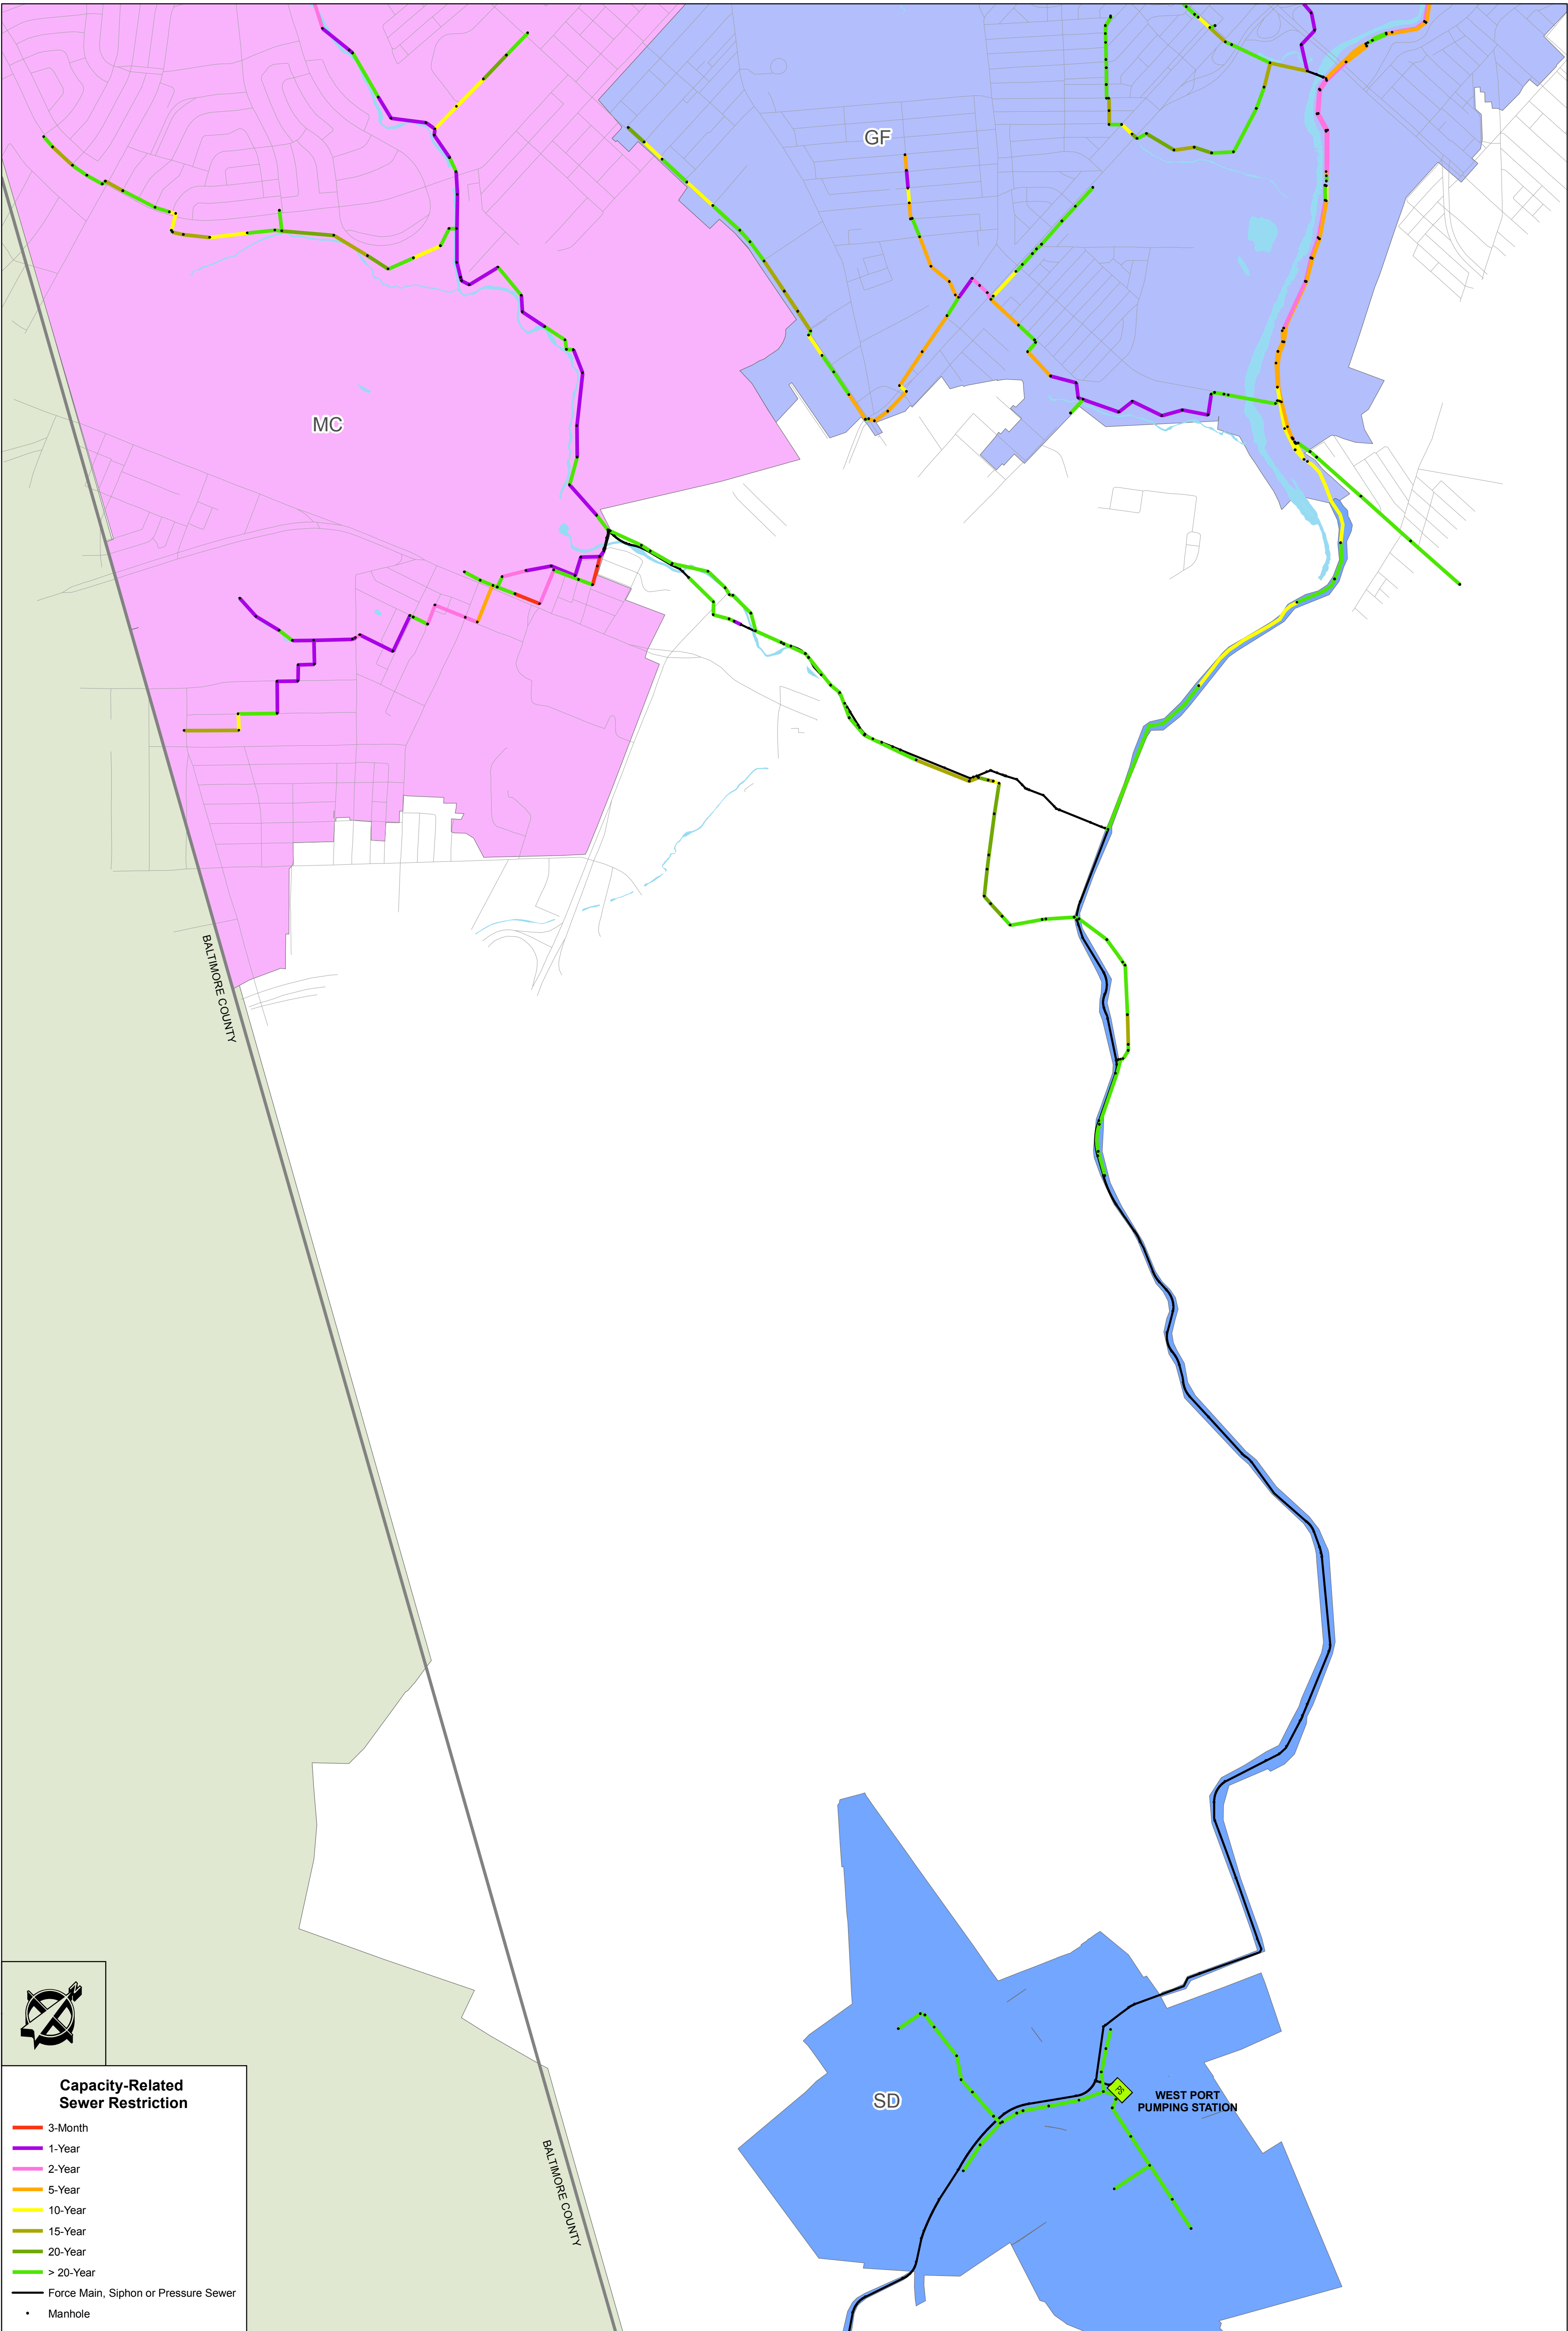 GF
MC
BALTIMORE COUNTY
SD
PS
WEST PORT
PUMPING STATION
BALTIMORE COUNTY
N
Capacity-Related
Sewer Restriction
3-Month
1-Year
2-Year
5-Year
10-Year
15-Year
20-Year
> 20-Year
Force Main, Siphon or Pressure Sewer
Manhole